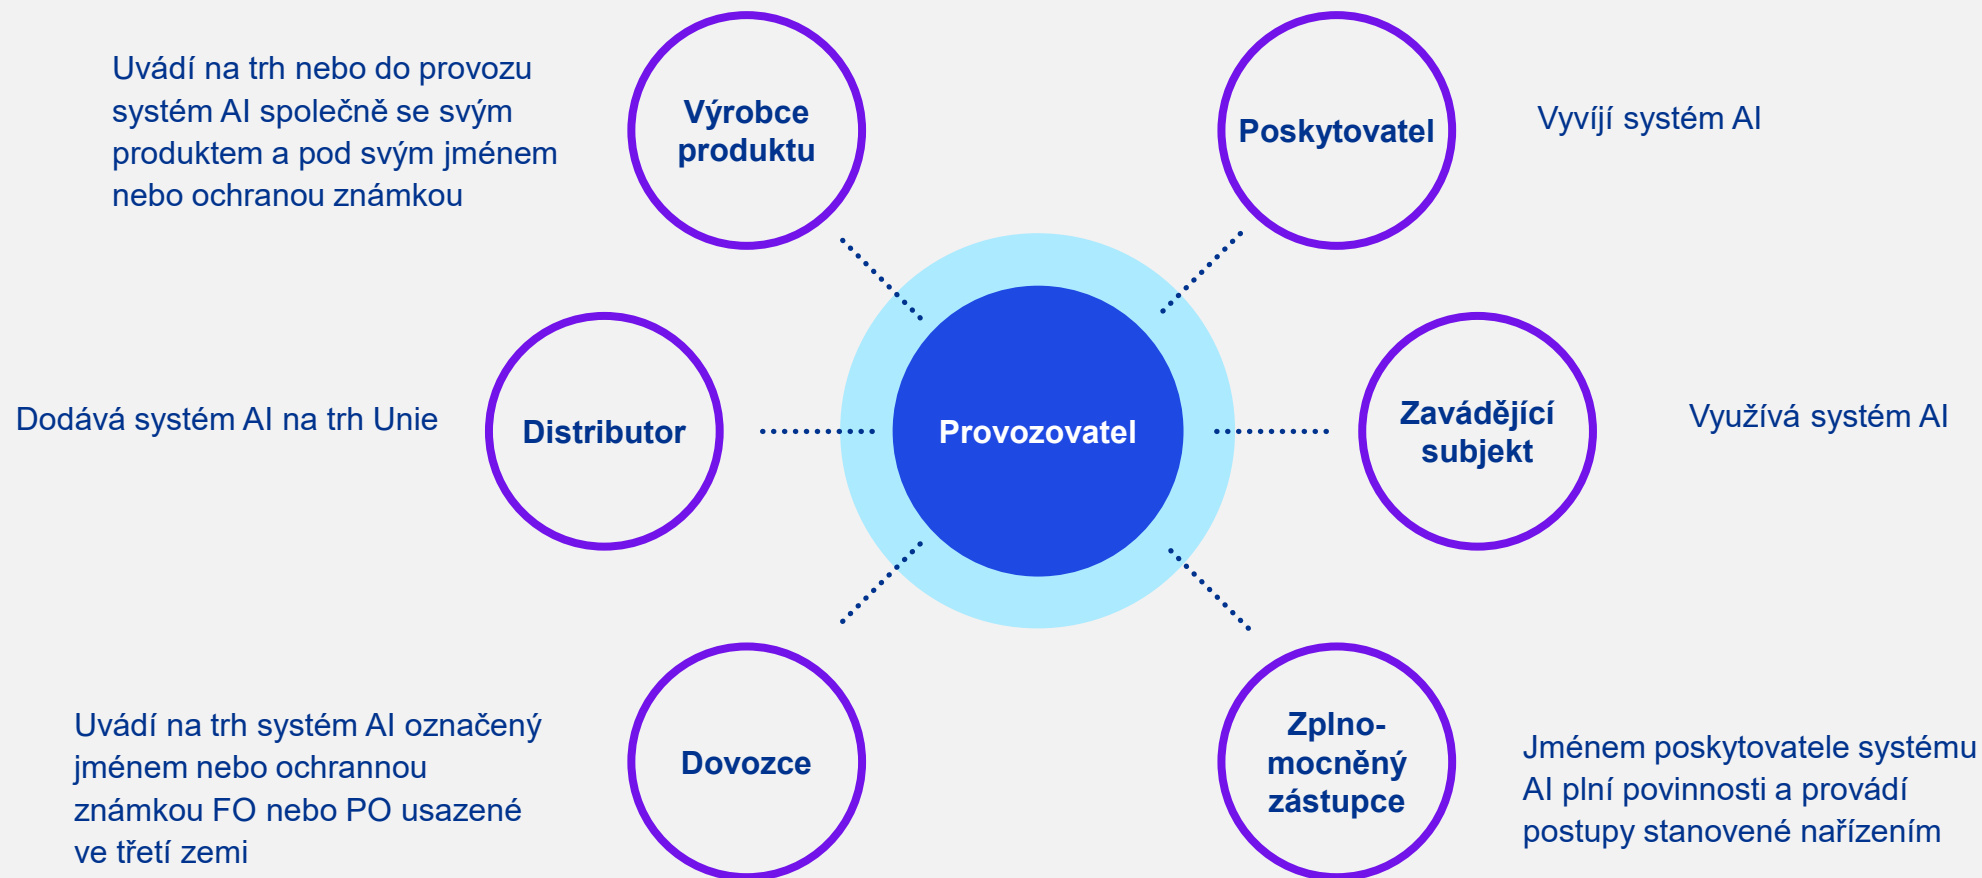 Uvádí na trh nebo do provozu
systém AI společně se svým
produktem a pod svým jménem
nebo ochranou známkou
Výrobce
produktu
Poskytovatel
Vyvíjí systém AI
Dodává systém AI na trh Unie
Distributor
Provozovatel
Zavádějící
subjekt
Využívá systém AI
Uvádí na trh systém AI označený
jménem nebo ochrannou
známkou FO nebo PO usazené
ve třetí zemi
Dovozce
Zplno-
mocněný
zástupce
Jménem poskytovatele systému
AI plní povinnosti a provádí
postupy stanovené nařízením